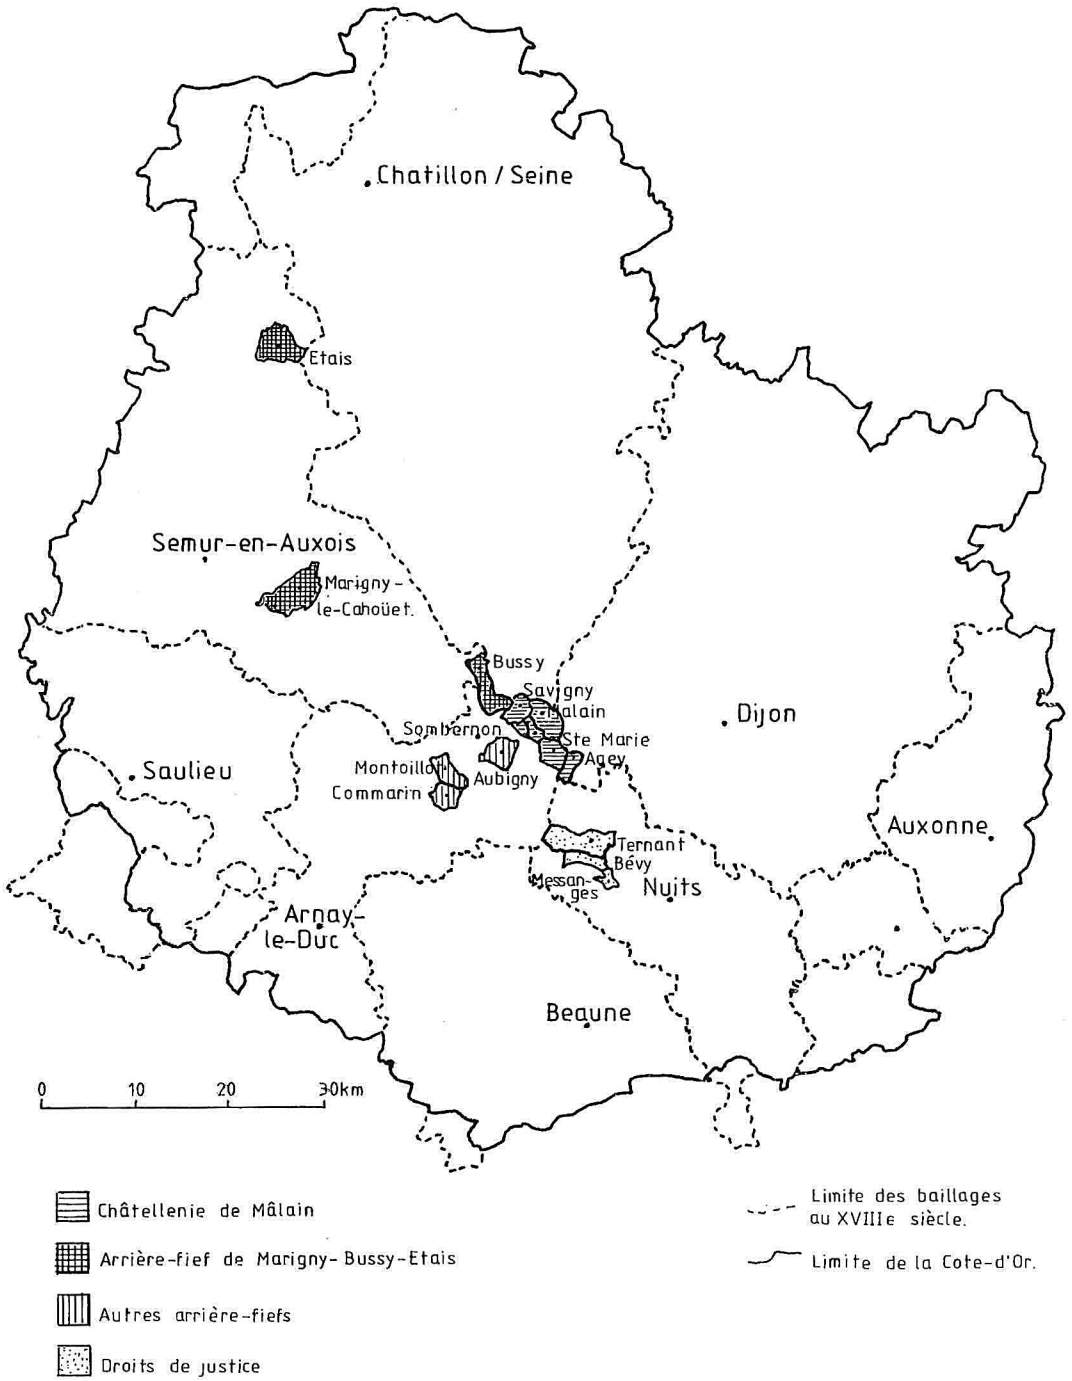 Chatillon / Seine
Etais
Semur-en-Auxois
Marigny-
le-Cahoüet.
Bussy
Savigny
Malain
Sombernon
Ste Marie
Agey
Dijon
Montoillot
Aubigny
Commarin
Saulieu
Auxonne
Ternant
Bévy
Messan-
ges
Nuits
Arnay-
le-Duc
Beaune
0 10 20 30km
Châtellenie de Mâlain
Arrière-fief de Marigny-Bussy-Etais
Autres arrière-fiefs
Droits de justice
Limite des baillages
au XVIIIe siècle.
Limite de la Cote-d'Or.